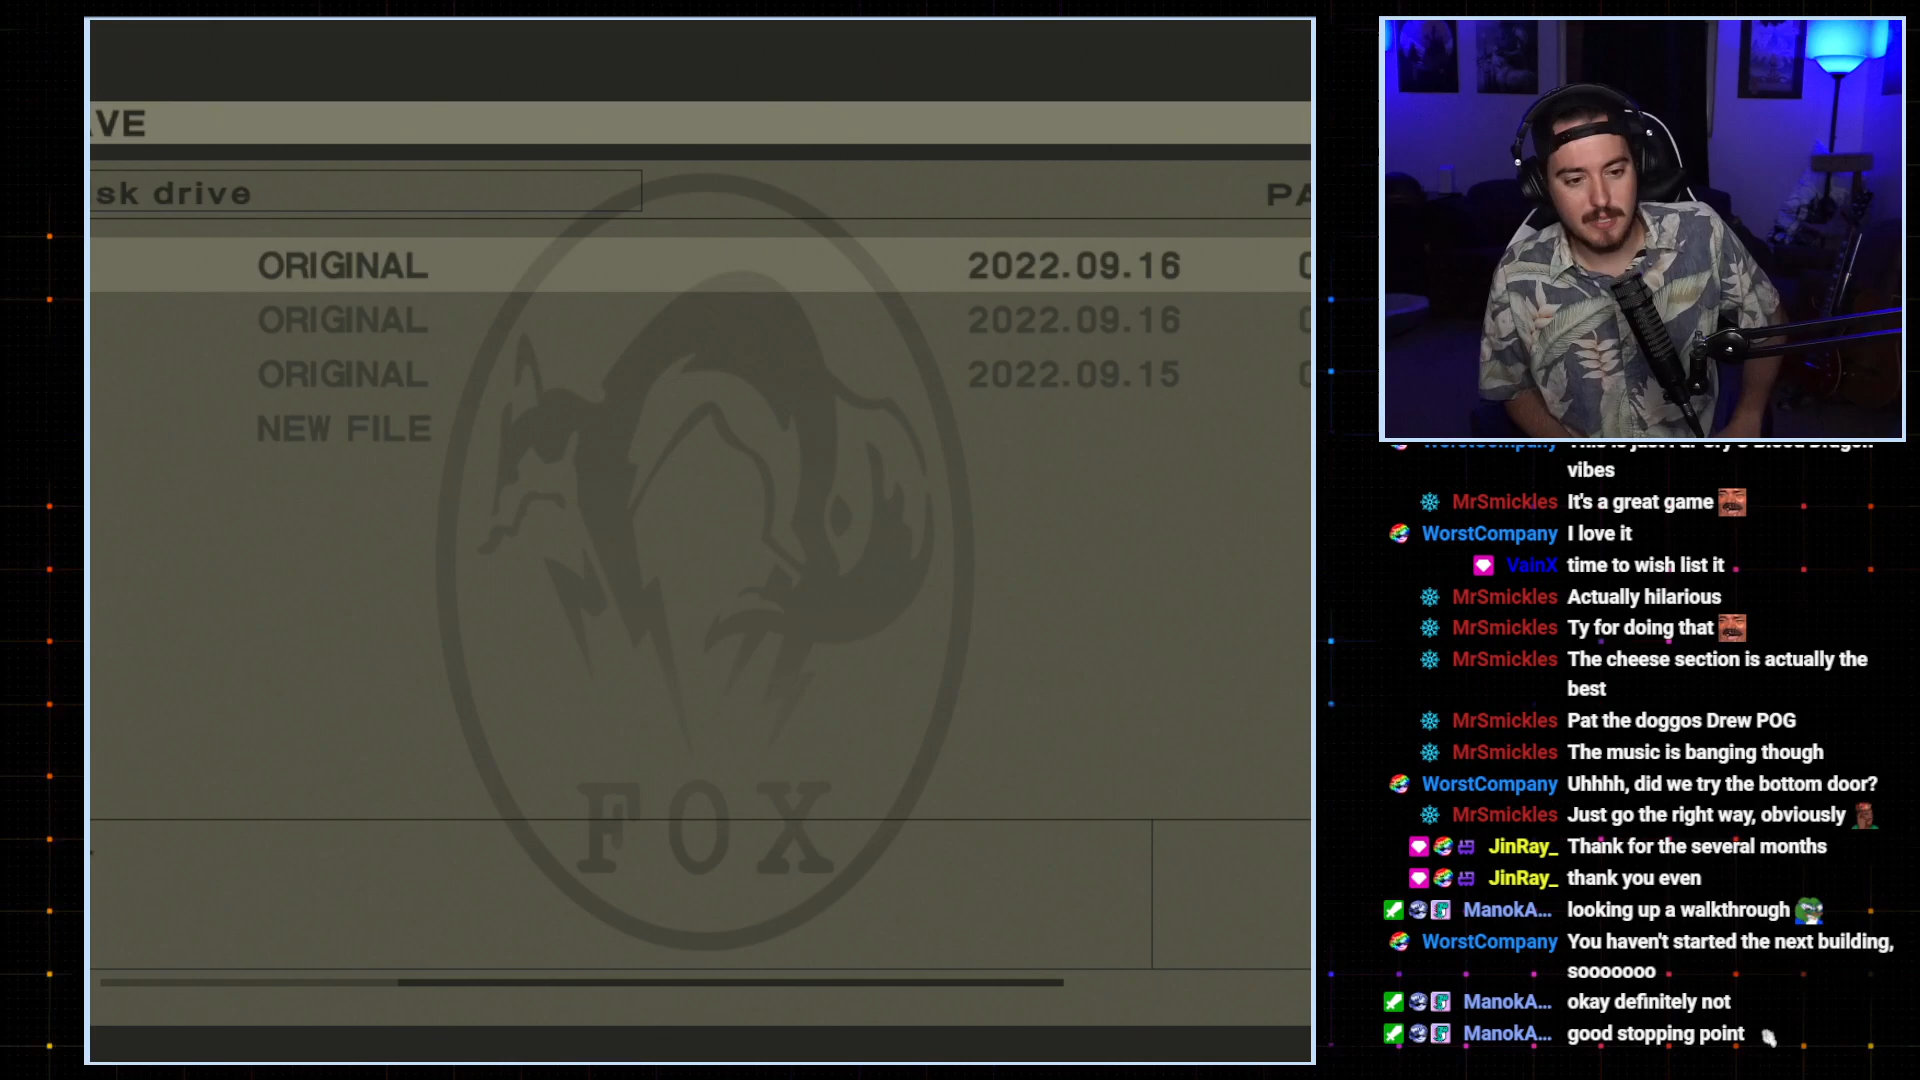 VE
sk drive
PA
ORIGINAL 2022.09.16
ORIGINAL 2022.09.16
ORIGINAL 2022.09.15
NEW FILE
FOX
vibes
MrSmickles It's a great game
WorstCompany I love it
VainX time to wish list it
MrSmickles Actually hilarious
MrSmickles Ty for doing that
MrSmickles The cheese section is actually the
best
MrSmickles Pat the doggos Drew POG
MrSmickles The music is banging though
WorstCompany Uhhhh, did we try the bottom door?
MrSmickles Just go the right way, obviously
JinRay_ Thank for the several months
JinRay_ thank you even
ManokA... looking up a walkthrough
WorstCompany You haven't started the next building,
sooooooo
ManokA... okay definitely not
ManokA... good stopping point